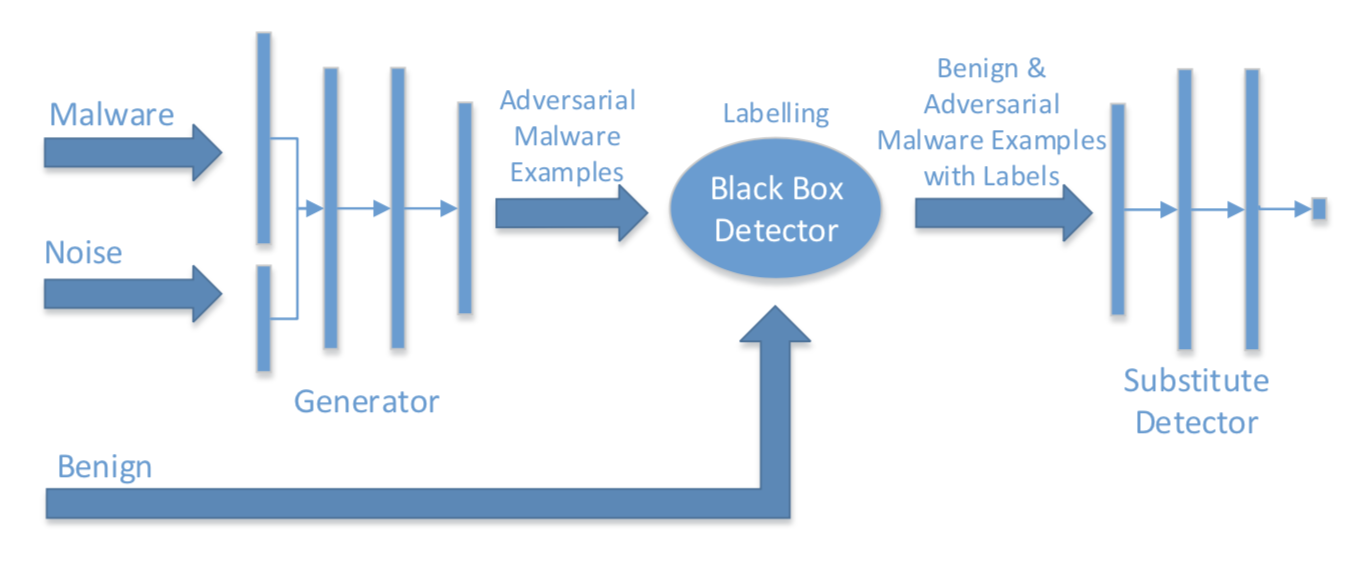 Malware
Noise
Generator
Benign
Adversarial
Malware
Examples
Labelling
Black Box
Detector
Benign &
Adversarial
Malware Examples
with Labels
Substitute
Detector